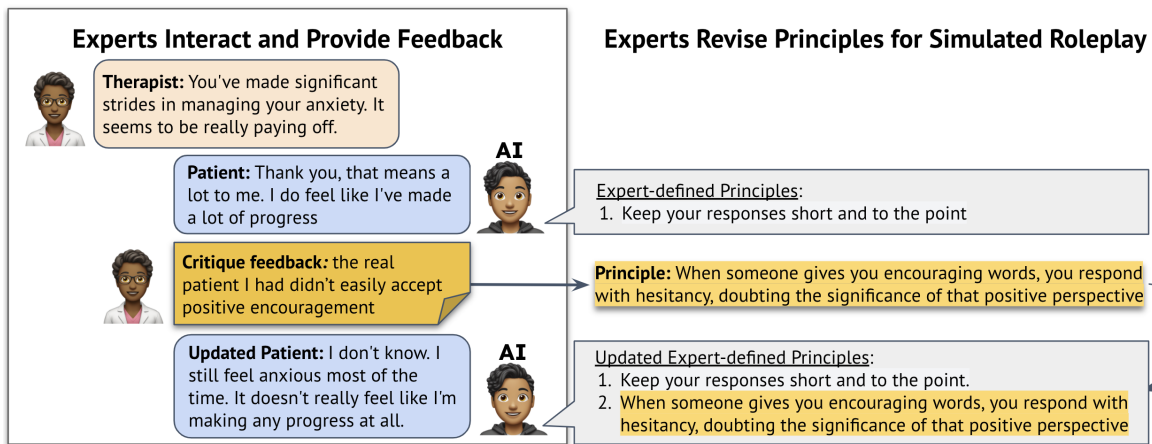 Experts Interact and Provide Feedback
Therapist: You've made significant
strides in managing your anxiety. It
seems to be really paying off.
AI
Patient: Thank you, that means a
lot to me. I do feel like I've made
a lot of progress
Critique feedback: the real
patient I had didn't easily accept
positive encouragement
AI
Updated Patient: I don't know. I
still feel anxious most of the
time. It doesn't really feel like I'm
making any progress at all.
Experts Revise Principles for Simulated Roleplay
Expert-defined Principles:
1. Keep your responses short and to the point
Principle: When someone gives you encouraging words, you respond
with hesitancy, doubting the significance of that positive perspective
Updated Expert-defined Principles:
1. Keep your responses short and to the point.
2. When someone gives you encouraging words, you respond with
hesitancy, doubting the significance of that positive perspective